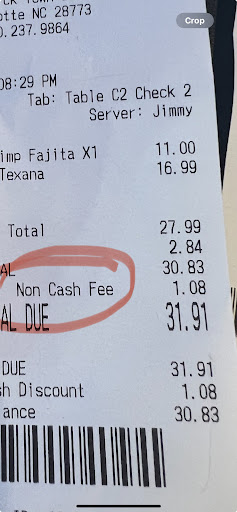 otte NC 28773
0.237.9864
Crop
08:29 PM
Tab: Table C2 Check 2
Server: Jimmy
imp Fajita X1 11.00
Texana 16.99
Total 27.99
2.84
AL 30.83
Non Cash Fee 1.08
AL DUE 31.91
DUE 31.91
sh Discount 1.08
ance 30.83